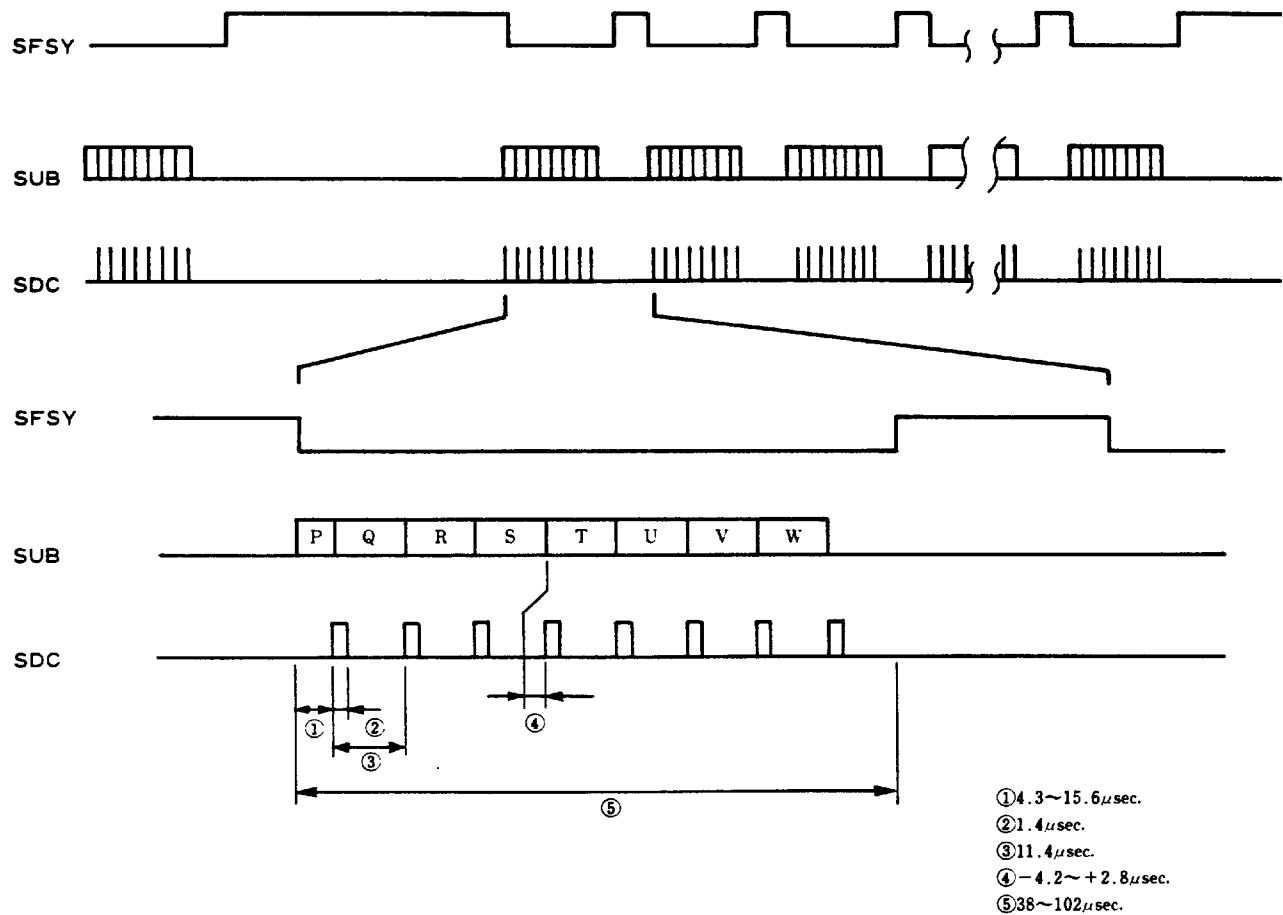 SFSY
SUB
SDC
SFSY
SUB
P Q R S T U V W
SDC
① ② ④
③
⑤
①4.3~15.6μsec.
②1.4μsec.
③11.4μsec.
④−4.2~+2.8μsec.
⑤38~102μsec.